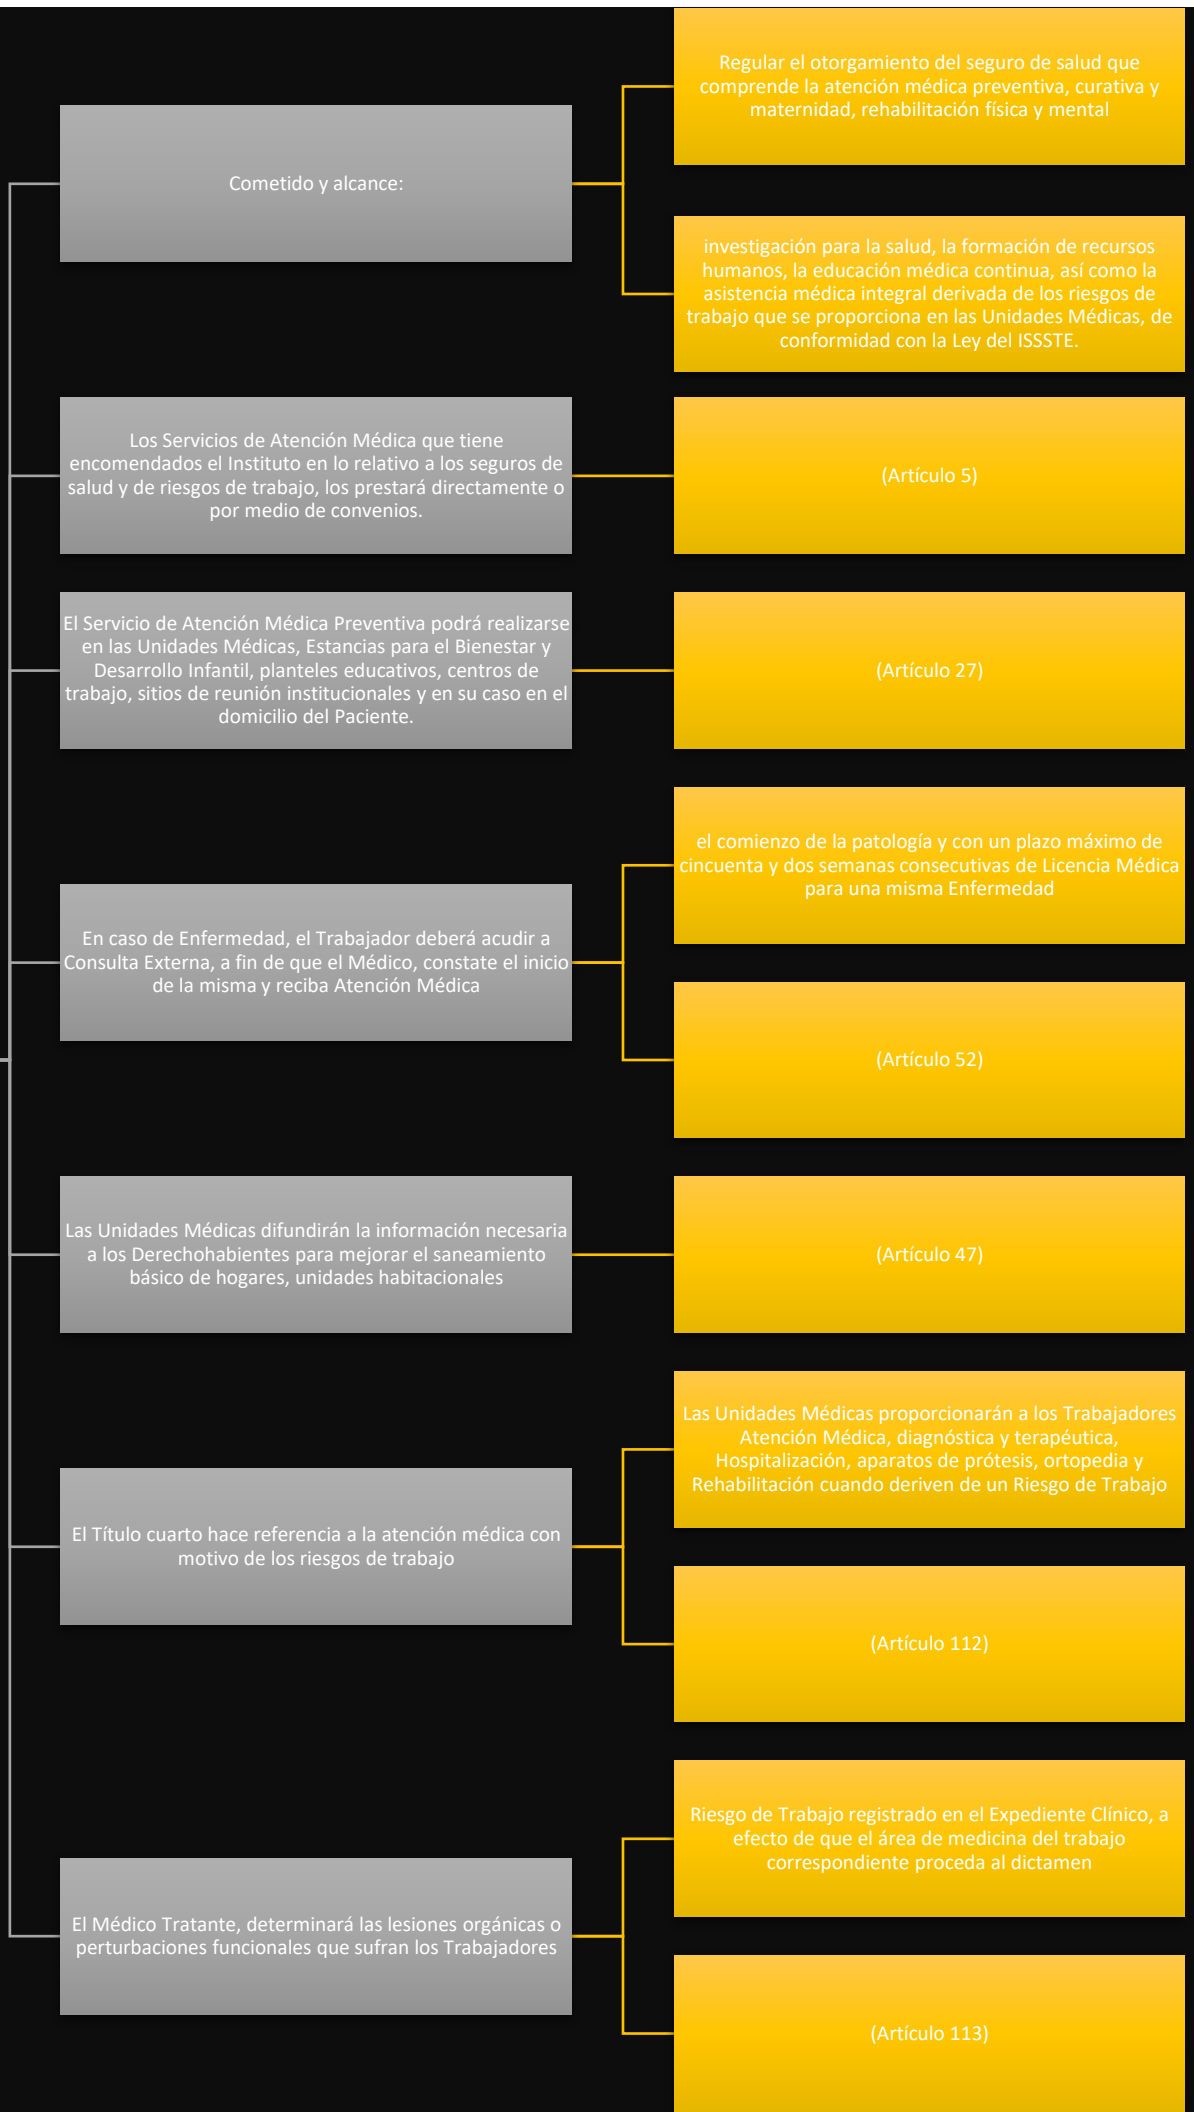 Cometido y alcance:
Regular el otorgamiento del seguro de salud que
comprende la atención médica preventiva, curativa y
maternidad, rehabilitación física y mental
investigación para la salud, la formación de recursos
humanos, la educación médica continua, así como la
asistencia médica integral derivada de los riesgos de
trabajo que se proporciona en las Unidades Médicas, de
conformidad con la Ley del ISSSTE.
Los Servicios de Atención Médica que tiene
encomendados el Instituto en lo relativo a los seguros de
salud y de riesgos de trabajo, los prestará directamente o
por medio de convenios.
(Artículo 5)
El Servicio de Atención Médica Preventiva podrá realizarse
en las Unidades Médicas, Estancias para el Bienestar y
Desarrollo Infantil, planteles educativos, centros de
trabajo, sitios de reunión institucionales y en su caso en el
domicilio del Paciente.
(Artículo 27)
En caso de Enfermedad, el Trabajador deberá acudir a
Consulta Externa, a fin de que el Médico, constate el inicio
de la misma y reciba Atención Médica
el comienzo de la patología y con un plazo máximo de
cincuenta y dos semanas consecutivas de Licencia Médica
para una misma Enfermedad
(Artículo 52)
Las Unidades Médicas difundirán la información necesaria
a los Derechohabientes para mejorar el saneamiento
básico de hogares, unidades habitacionales
(Artículo 47)
El Título cuarto hace referencia a la atención médica con
motivo de los riesgos de trabajo
Las Unidades Médicas proporcionarán a los Trabajadores
Atención Médica, diagnóstica y terapéutica,
Hospitalización, aparatos de prótesis, ortopedia y
Rehabilitación cuando deriven de un Riesgo de Trabajo
(Artículo 112)
El Médico Tratante, determinará las lesiones orgánicas o
perturbaciones funcionales que sufran los Trabajadores
Riesgo de Trabajo registrado en el Expediente Clínico, a
efecto de que el área de medicina del trabajo
correspondiente proceda al dictamen
(Artículo 113)